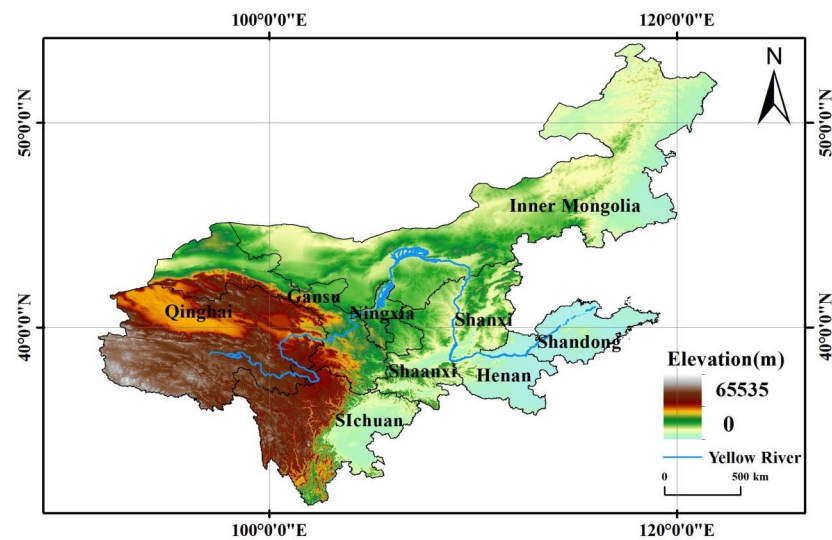 100°0'0"E 120°0'0"E
N
50°0'0"N 50°0'0"N
Inner Mongolia
Qinghai Gansu Ningxia Shanxi
40°0'0"N 40°0'0"N
Shandong
Shaanxi Henan
SIchuan
Elevation(m)
65535
0
Yellow River
0 500 km
100°0'0"E 120°0'0"E